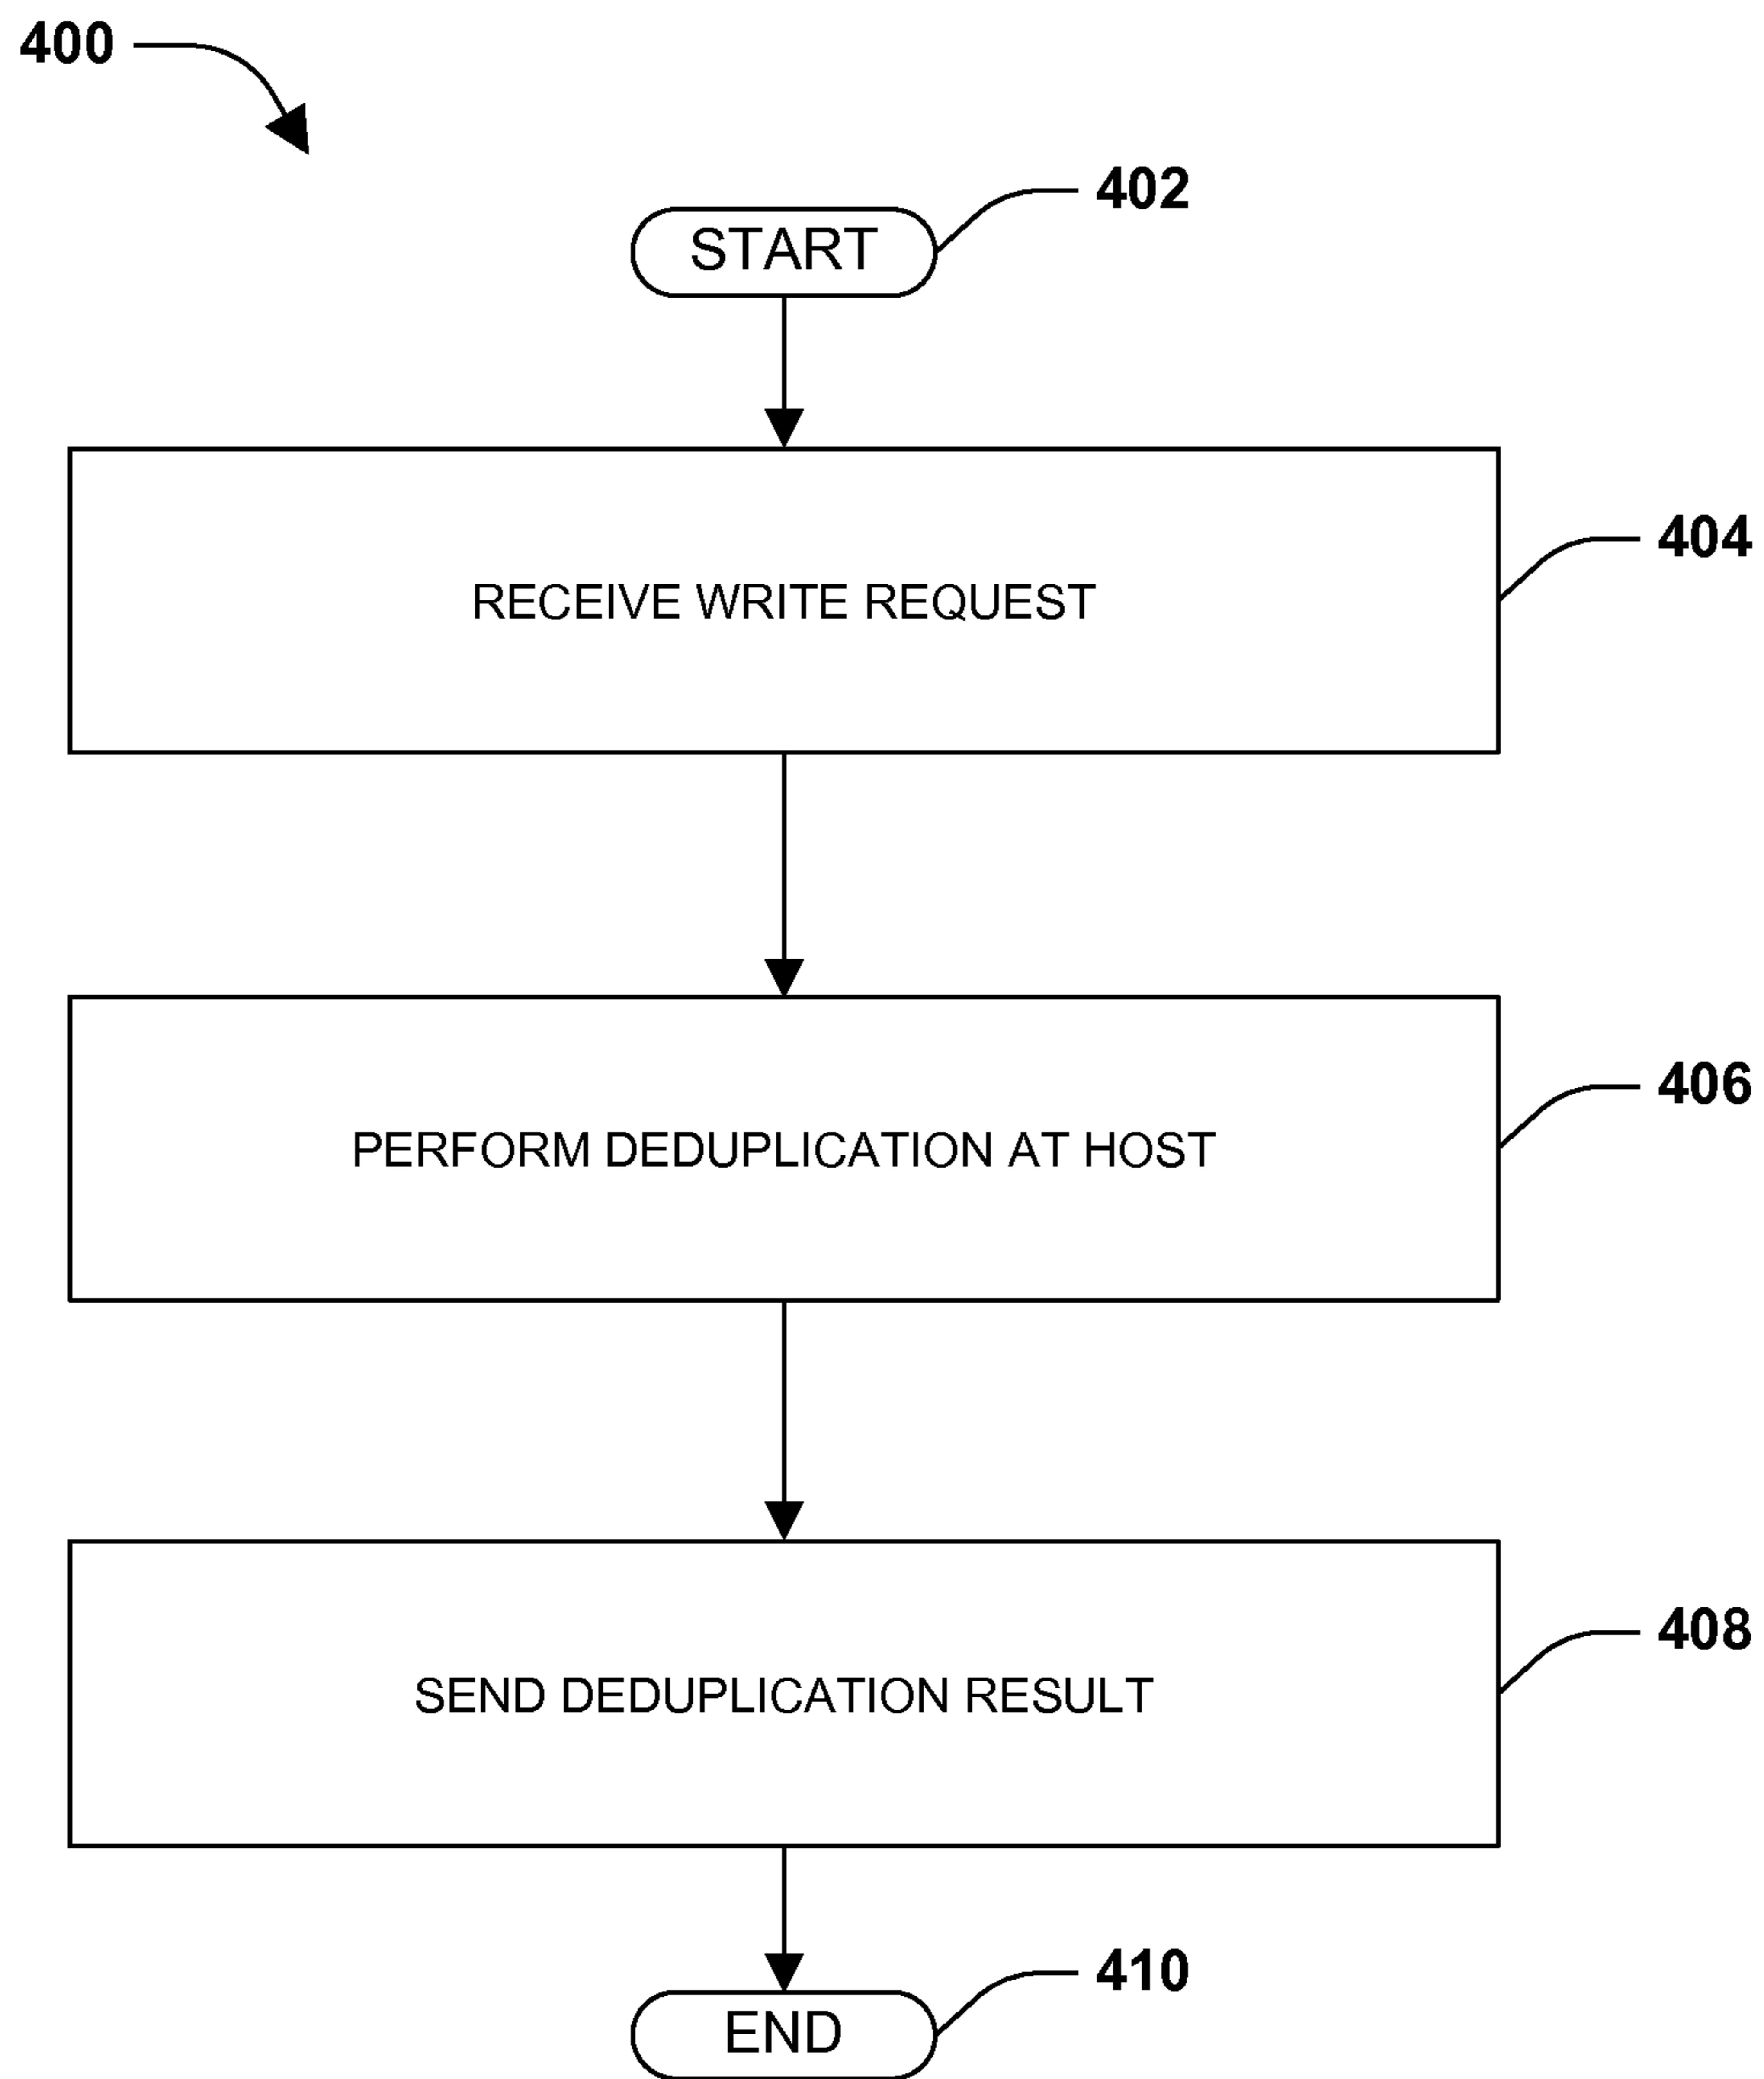 400
402
START
404
RECEIVE WRITE REQUEST
406
PERFORM DEDUPLICATION AT HOST
408
SEND DEDUPLICATION RESULT
410
END